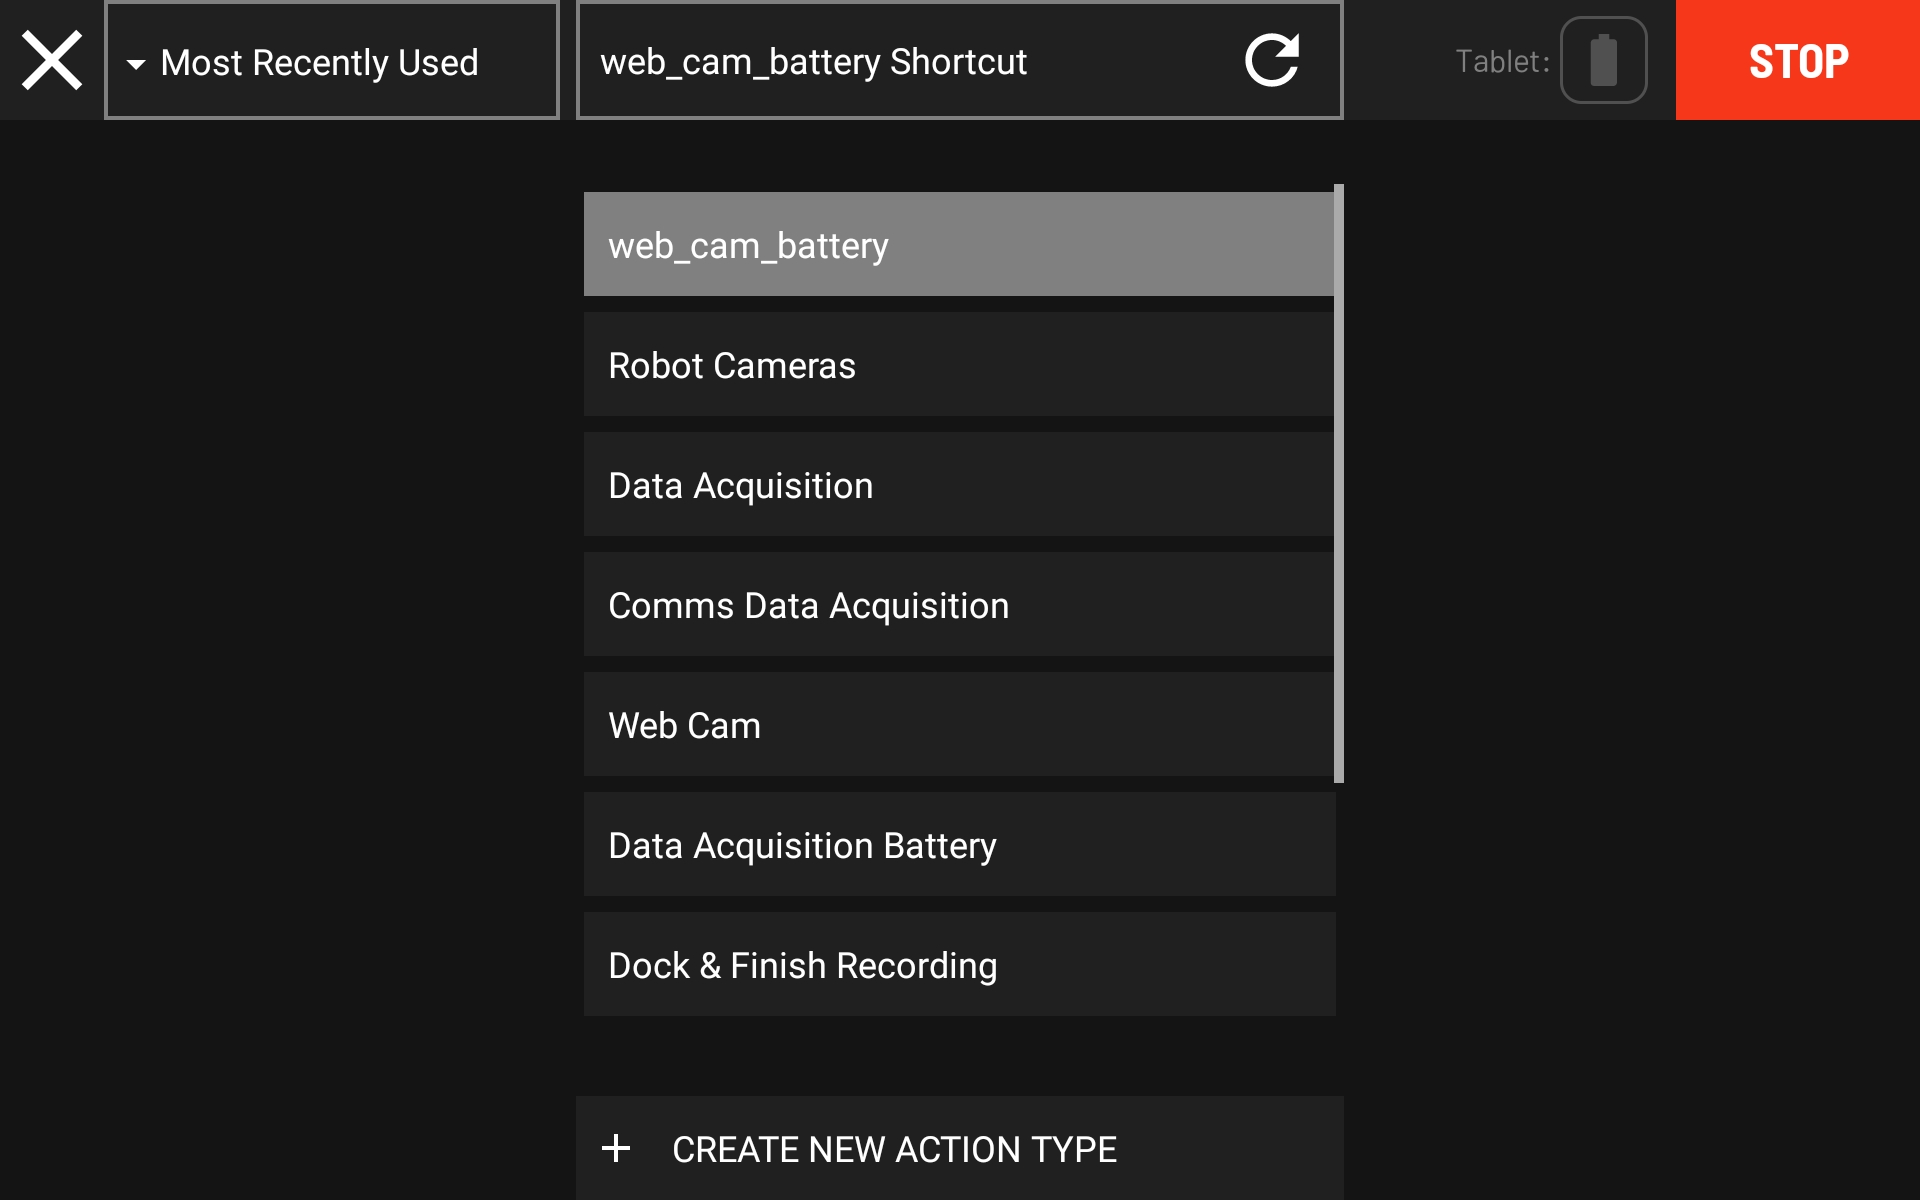 Most Recently Used
web_cam_battery Shortcut
Tablet:
STOP
web_cam_battery
Robot Cameras
Data Acquisition
Comms Data Acquisition
Web Cam
Data Acquisition Battery
Dock & Finish Recording
CREATE NEW ACTION TYPE